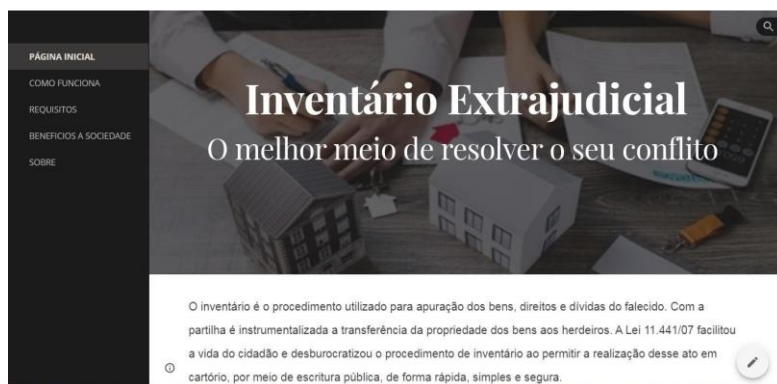 PÁGINA INICIAL
COMO FUNCIONA
REQUISITOS
BENEFICIOS A SOCIEDADE
SOBRE
Inventário Extrajudicial
O melhor meio de resolver o seu conflito
O inventário é o procedimento utilizado para apuração dos bens, direitos e dívidas do falecido. Com a
partilha é instrumentalizada a transferência da propriedade dos bens aos herdeiros. A Lei 11.441/07 facilitou
a vida do cidadão e desburocratizou o procedimento de inventário ao permitir a realização desse ato em
cartório, por meio de escritura pública, de forma rápida, simples e segura.